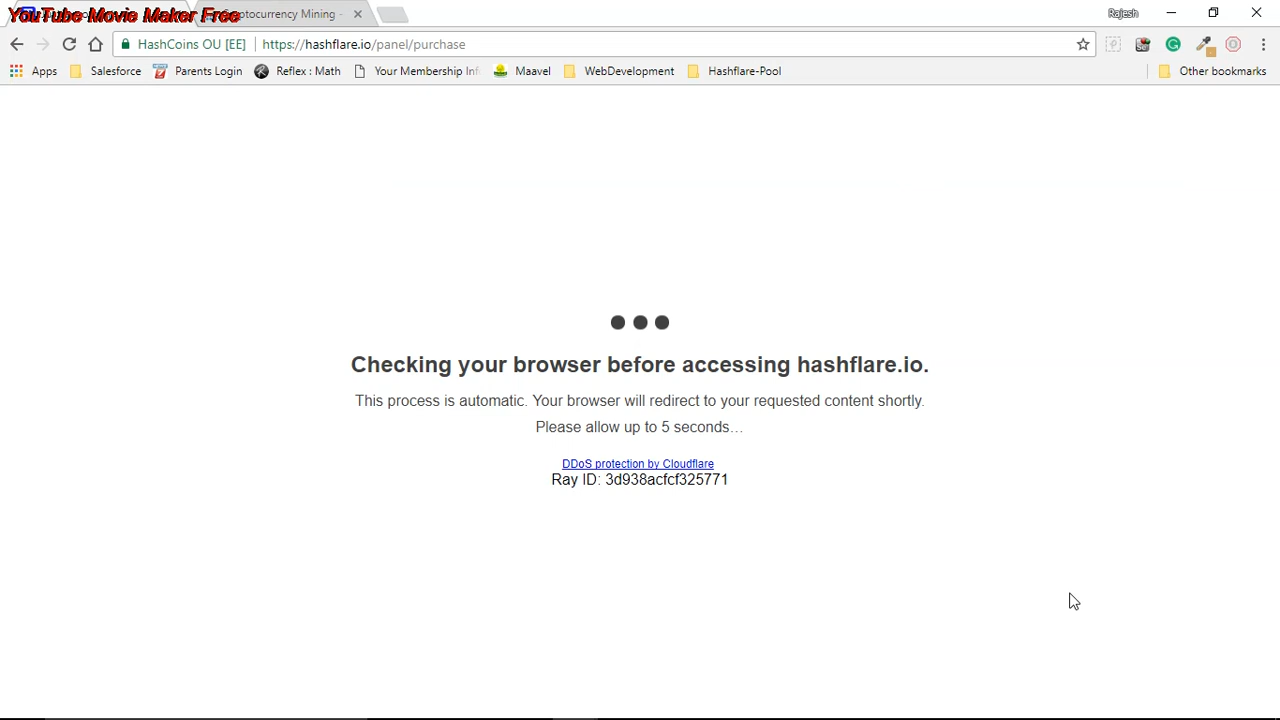 YouTube Movie Maker Free
Cryptocurrency Mining -
Rajesh
HashCoins OU [EE]
https://hashflare.io/panel/purchase
Apps
Salesforce
Parents Login
Reflex : Math
Your Membership Inf
Maavel
WebDevelopment
Hashflare-Pool
Other bookmarks
Checking your browser before accessing hashflare.io.
This process is automatic. Your browser will redirect to your requested content shortly.
Please allow up to 5 seconds…
DDoS protection by Cloudflare
Ray ID: 3d938acfcf325771